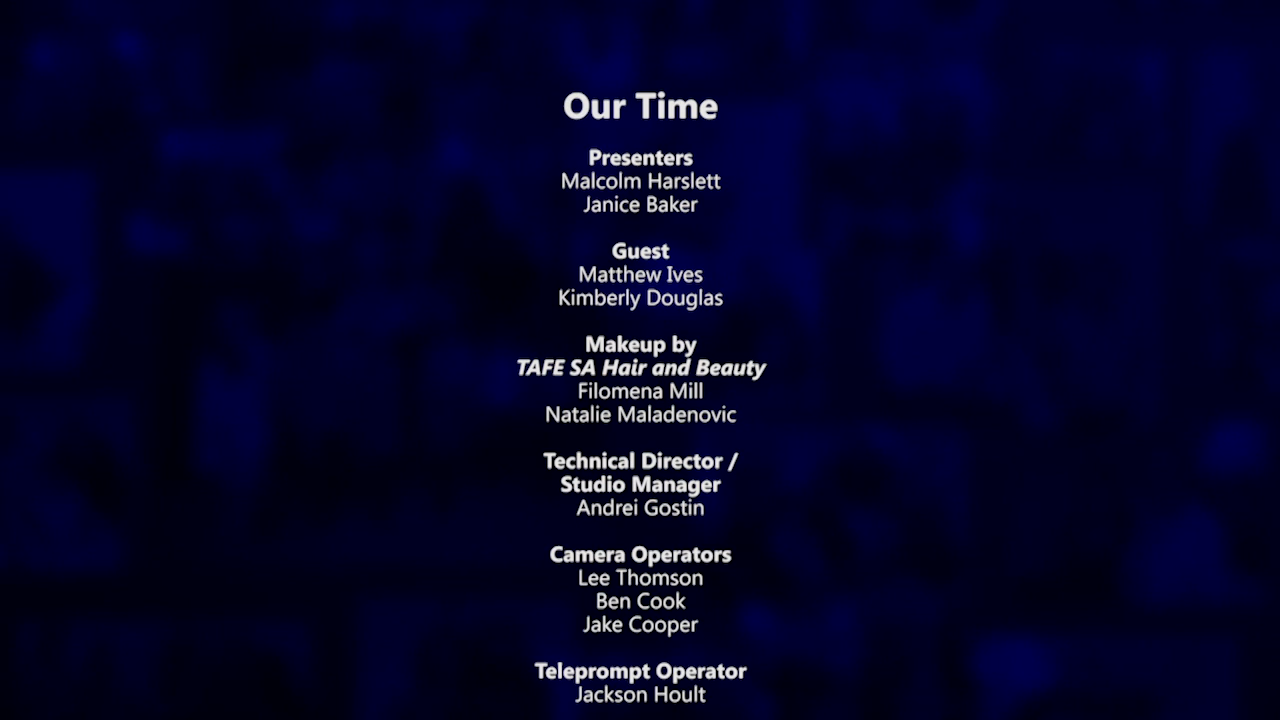 Our Time
Presenters
Malcolm Harslett
Janice Baker
Guest
Matthew Ives
Kimberly Douglas
Makeup by
TAFE SA Hair and Beauty
Filomena Mill
Natalie Maladenovic
Technical Director /
Studio Manager
Andrei Gostin
Camera Operators
Lee Thomson
Ben Cook
Jake Cooper
Teleprompt Operator
Jackson Hoult